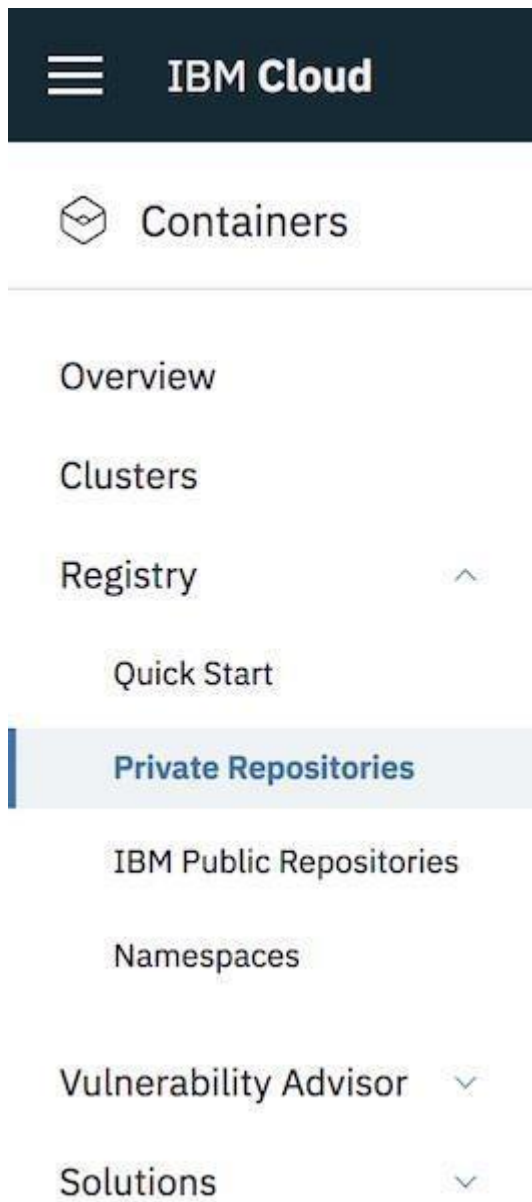 IBM Cloud
Containers
Overview
Clusters
Registry
Quick Start
Private Repositories
IBM Public Repositories
Namespaces
Vulnerability Advisor
Solutions